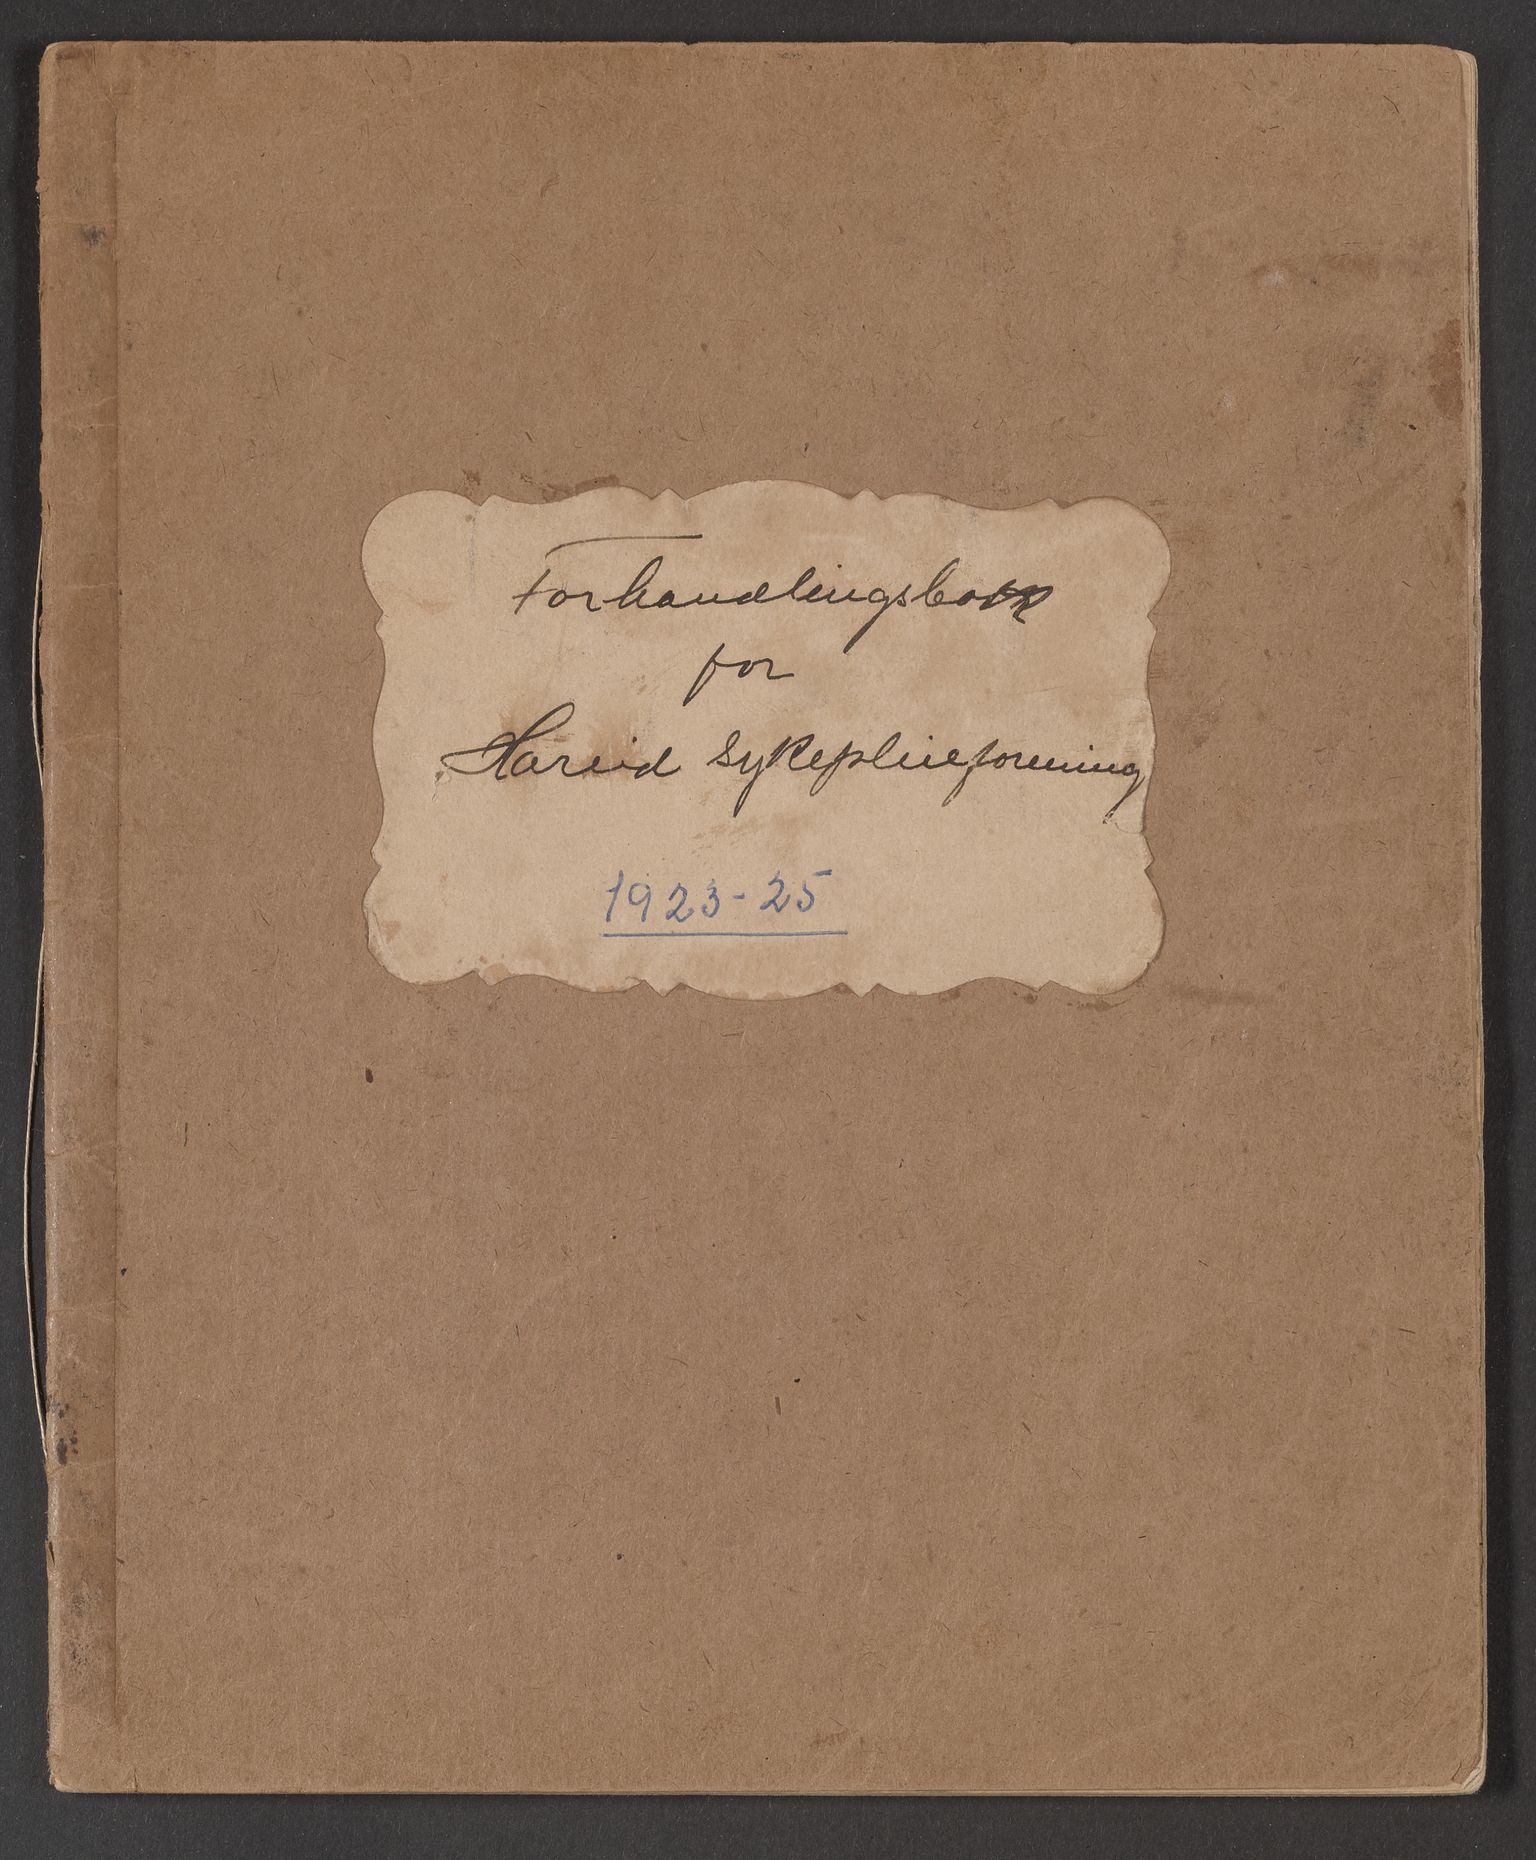 Forhandlingsbok
for
Hareid Sykepleieforening
1923-25